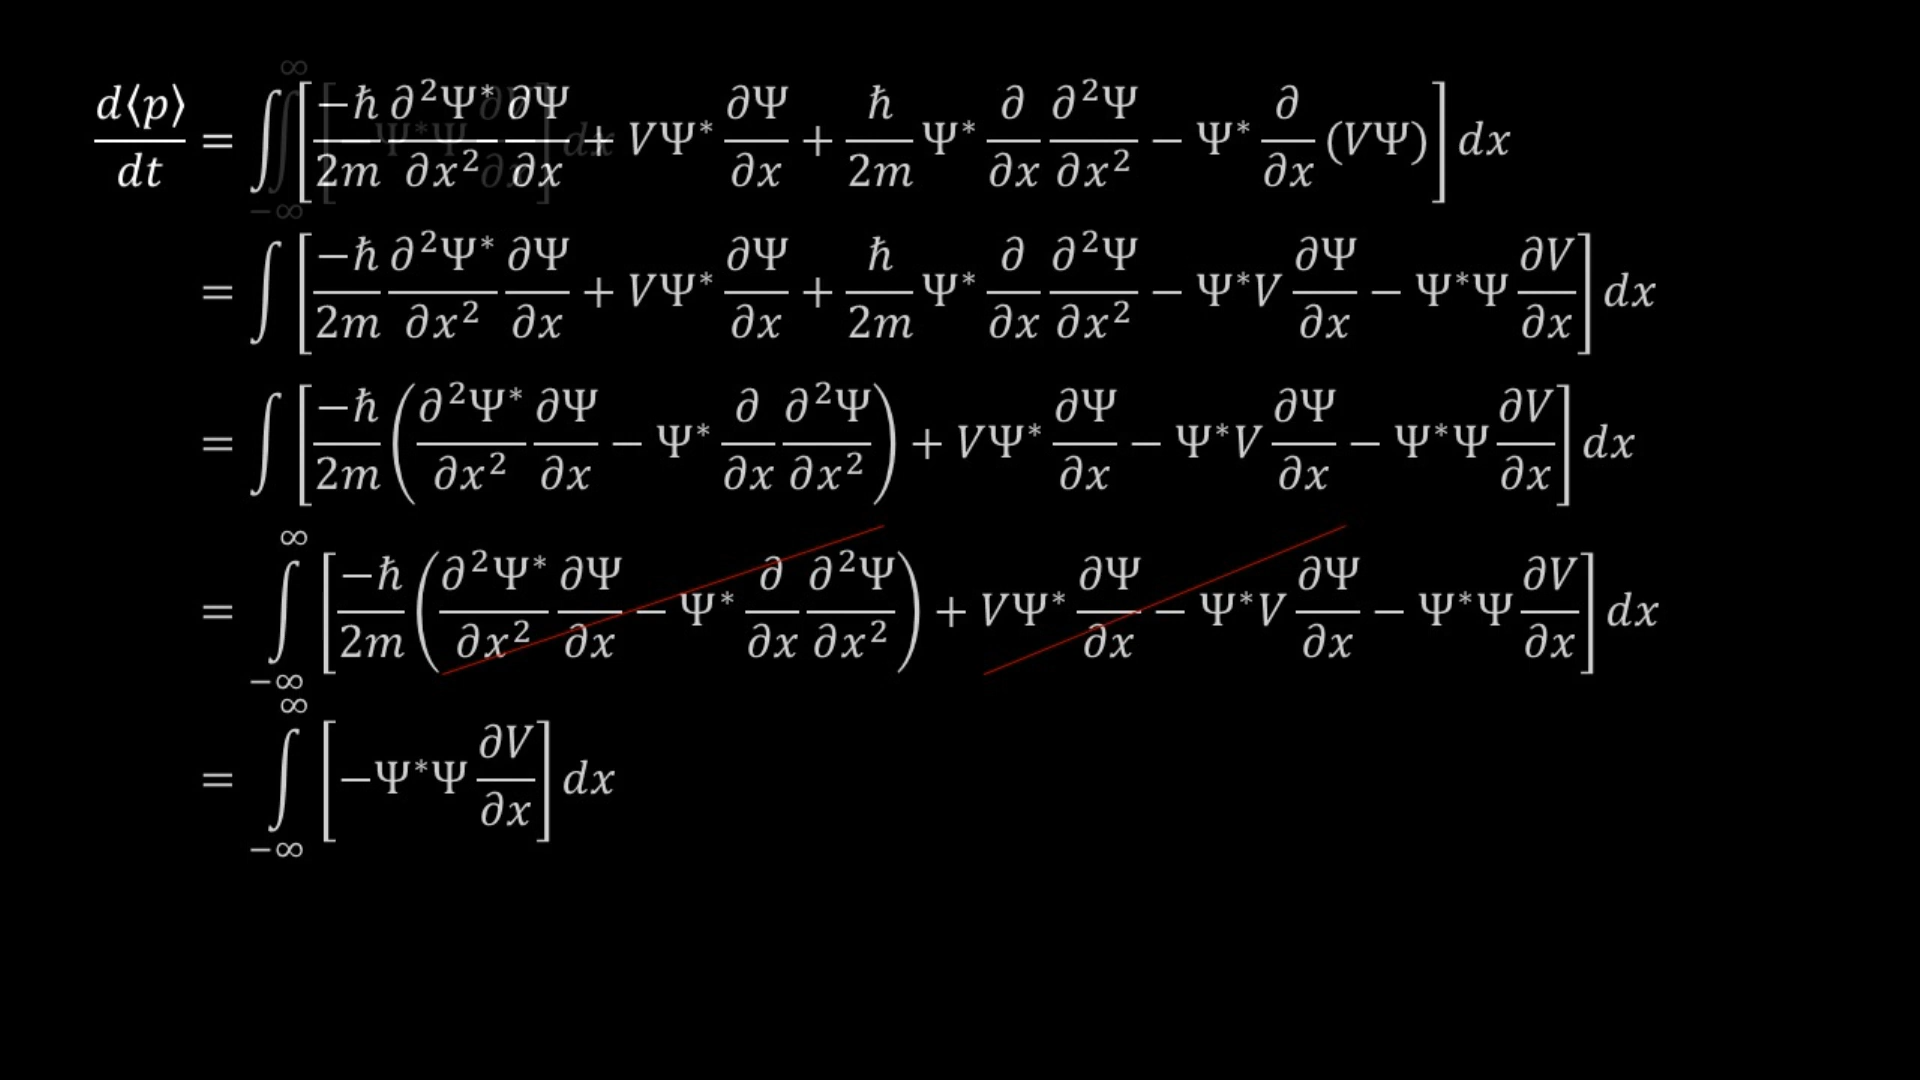 d⟨p⟩/dt = ∫_{-∞}^{∞} [ -ħ/2m ∂²Ψ*/∂x² ∂Ψ/∂x + VΨ* ∂Ψ/∂x + ħ/2m Ψ* ∂/∂x ∂²Ψ/∂x² − Ψ* ∂/∂x (VΨ) ] dx
= ∫ [ -ħ/2m ∂²Ψ*/∂x² ∂Ψ/∂x + VΨ* ∂Ψ/∂x + ħ/2m Ψ* ∂/∂x ∂²Ψ/∂x² − Ψ*V ∂Ψ/∂x − Ψ*Ψ ∂V/∂x ] dx
= ∫ [ -ħ/2m ( ∂²Ψ*/∂x² ∂Ψ/∂x − Ψ* ∂/∂x ∂²Ψ/∂x² ) + VΨ* ∂Ψ/∂x − Ψ*V ∂Ψ/∂x − Ψ*Ψ ∂V/∂x ] dx
= ∫_{-∞}^{∞} [ -ħ/2m ( ∂²Ψ*/∂x² ∂Ψ/∂x − Ψ* ∂/∂x ∂²Ψ/∂x² ) + VΨ* ∂Ψ/∂x − Ψ*V ∂Ψ/∂x − Ψ*Ψ ∂V/∂x ] dx
= ∫_{-∞}^{∞} [ −Ψ*Ψ ∂V/∂x ] dx